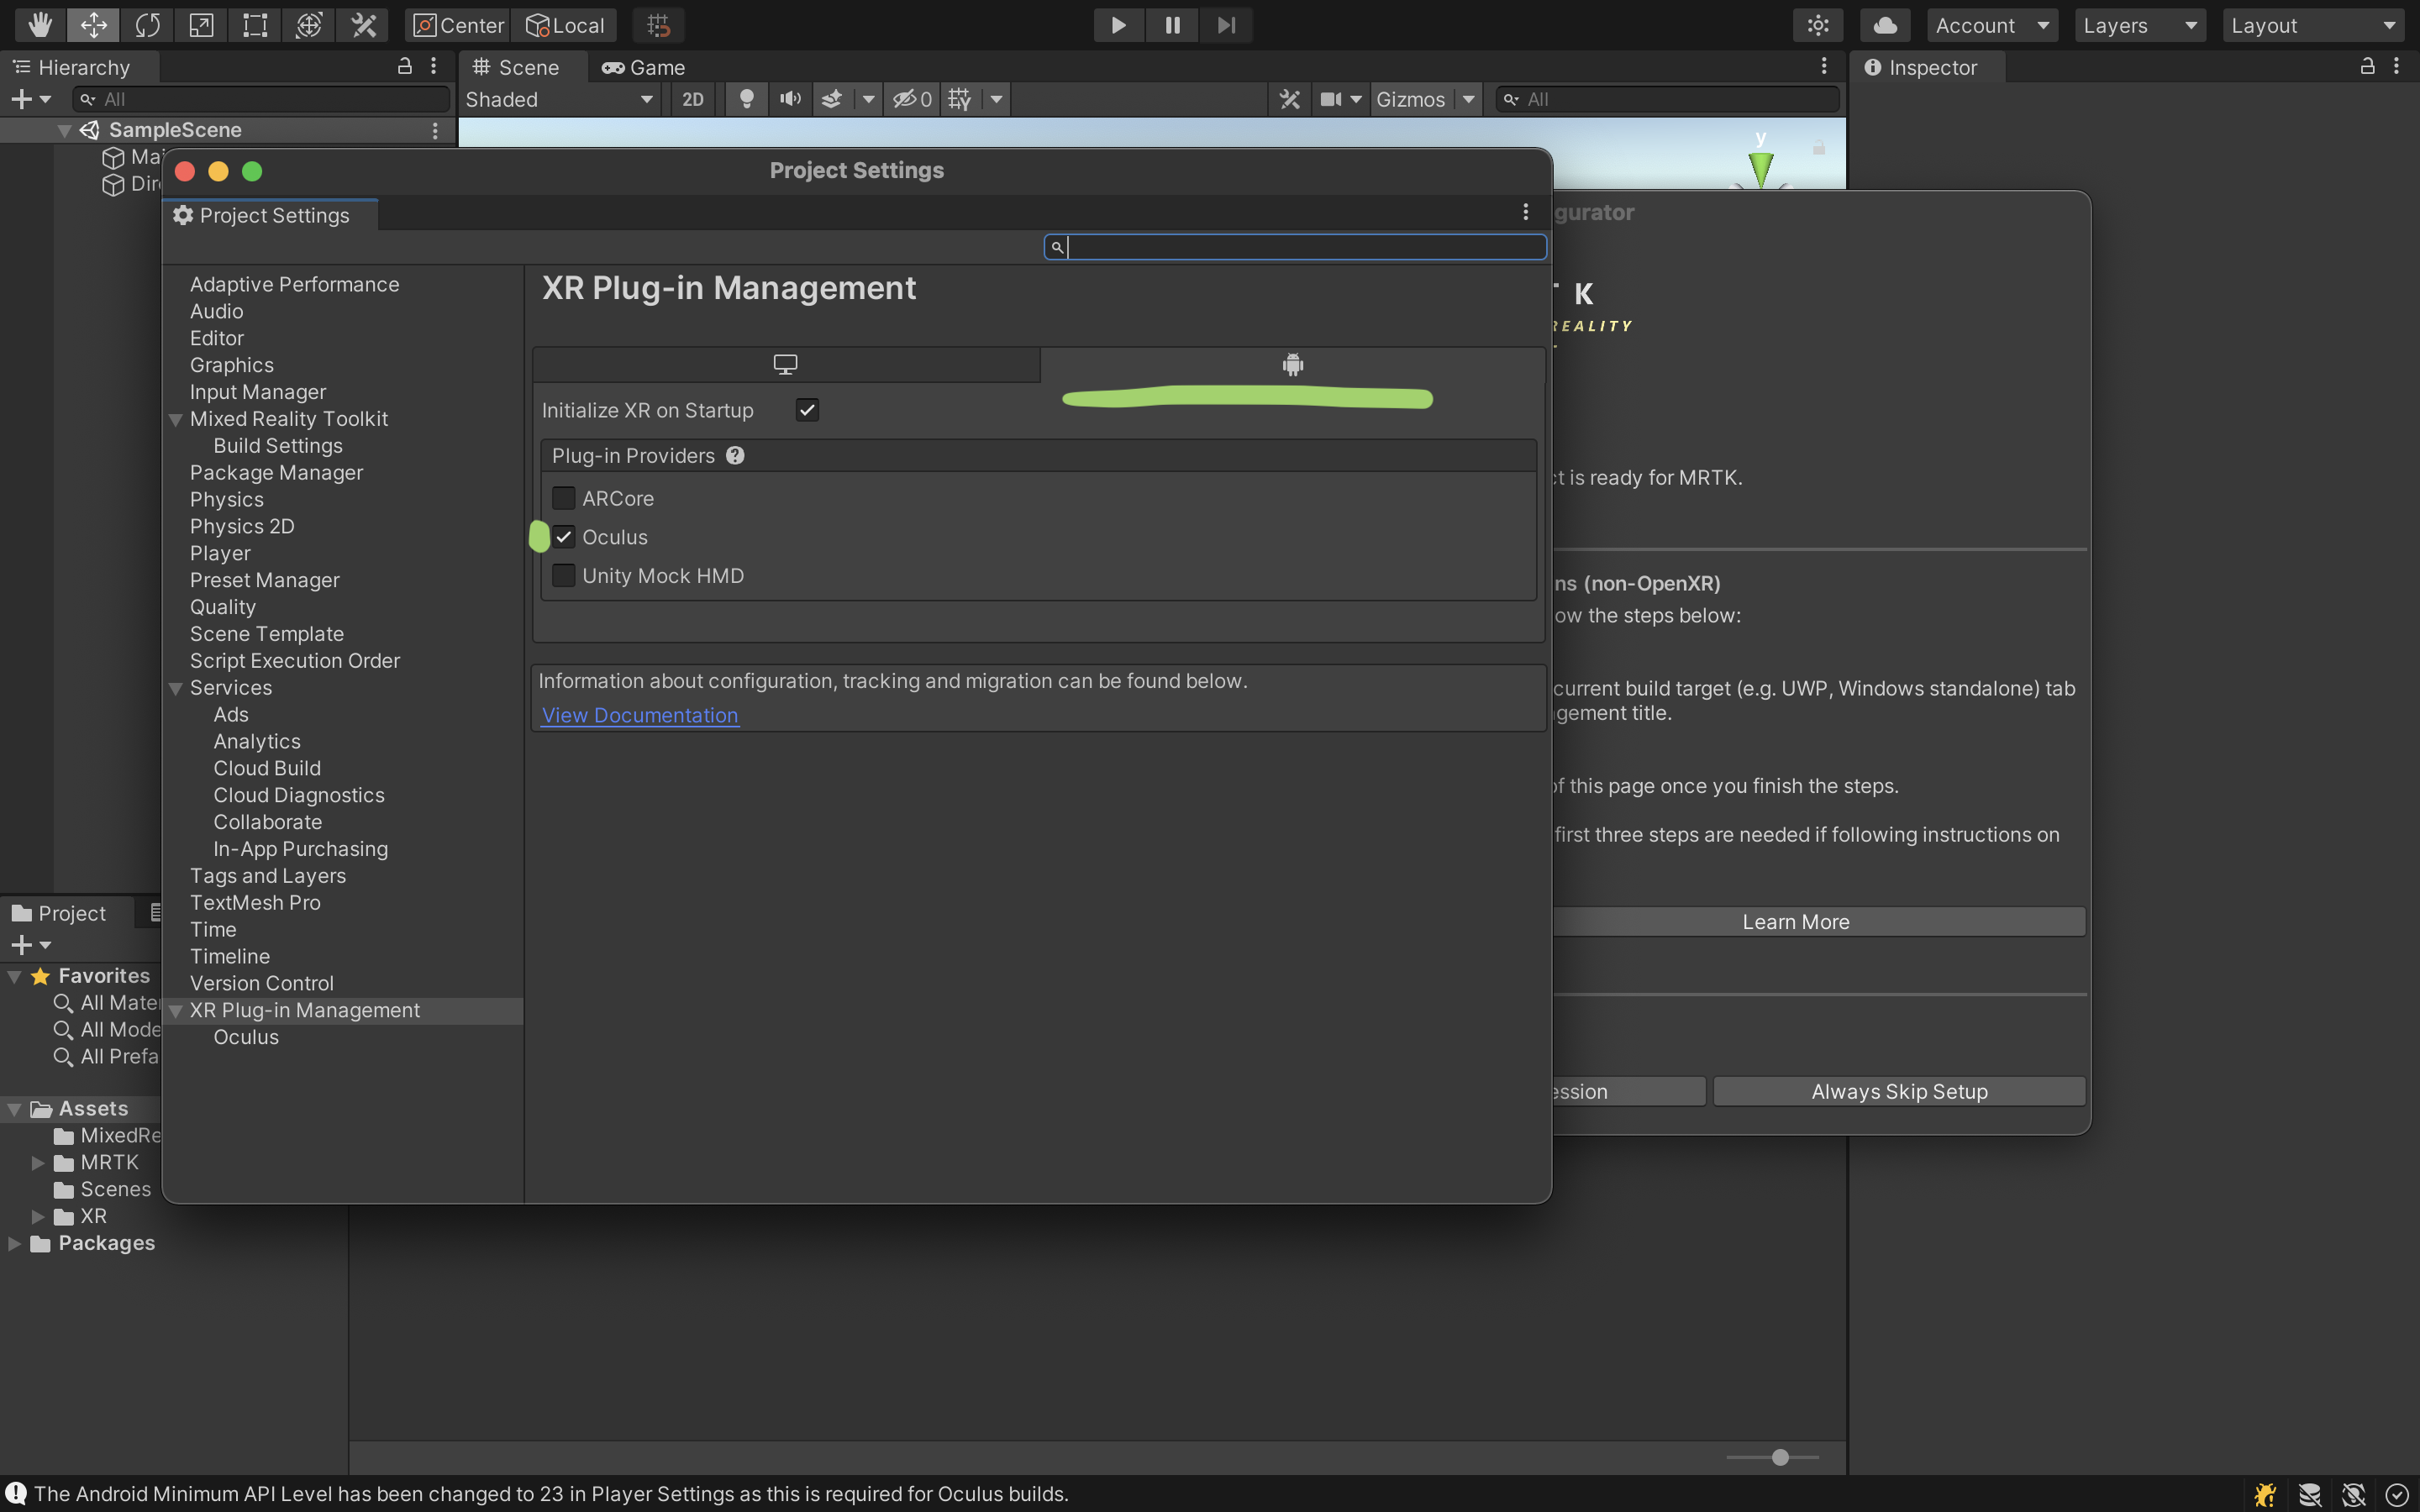 Center
Local
Account
Layers
Layout
Hierarchy
Scene
Game
Inspector
All
Shaded
2D
0
Gizmos
All
SampleScene
y
Project Settings
gurator
Project Settings
XR Plug-in Management
K
REALITY
Adaptive Performance
Audio
Editor
Graphics
Input Manager
Mixed Reality Toolkit
Build Settings
Package Manager
Physics
Physics 2D
Player
Preset Manager
Quality
Scene Template
Script Execution Order
Services
Ads
Analytics
Cloud Build
Cloud Diagnostics
Collaborate
In-App Purchasing
Tags and Layers
TextMesh Pro
Time
Timeline
Version Control
XR Plug-in Management
Oculus
Initialize XR on Startup
Plug-in Providers
ARCore
Oculus
Unity Mock HMD
Information about configuration, tracking and migration can be found below.
View Documentation
ct is ready for MRTK.
ns (non-OpenXR)
ow the steps below:
current build target (e.g. UWP, Windows standalone) tab
gement title.
of this page once you finish the steps.
first three steps are needed if following instructions on
Learn More
ession
Always Skip Setup
Project
Favorites
All Mater
All Mode
All Prefa
Assets
MixedRe
MRTK
Scenes
XR
Packages
The Android Minimum API Level has been changed to 23 in Player Settings as this is required for Oculus builds.